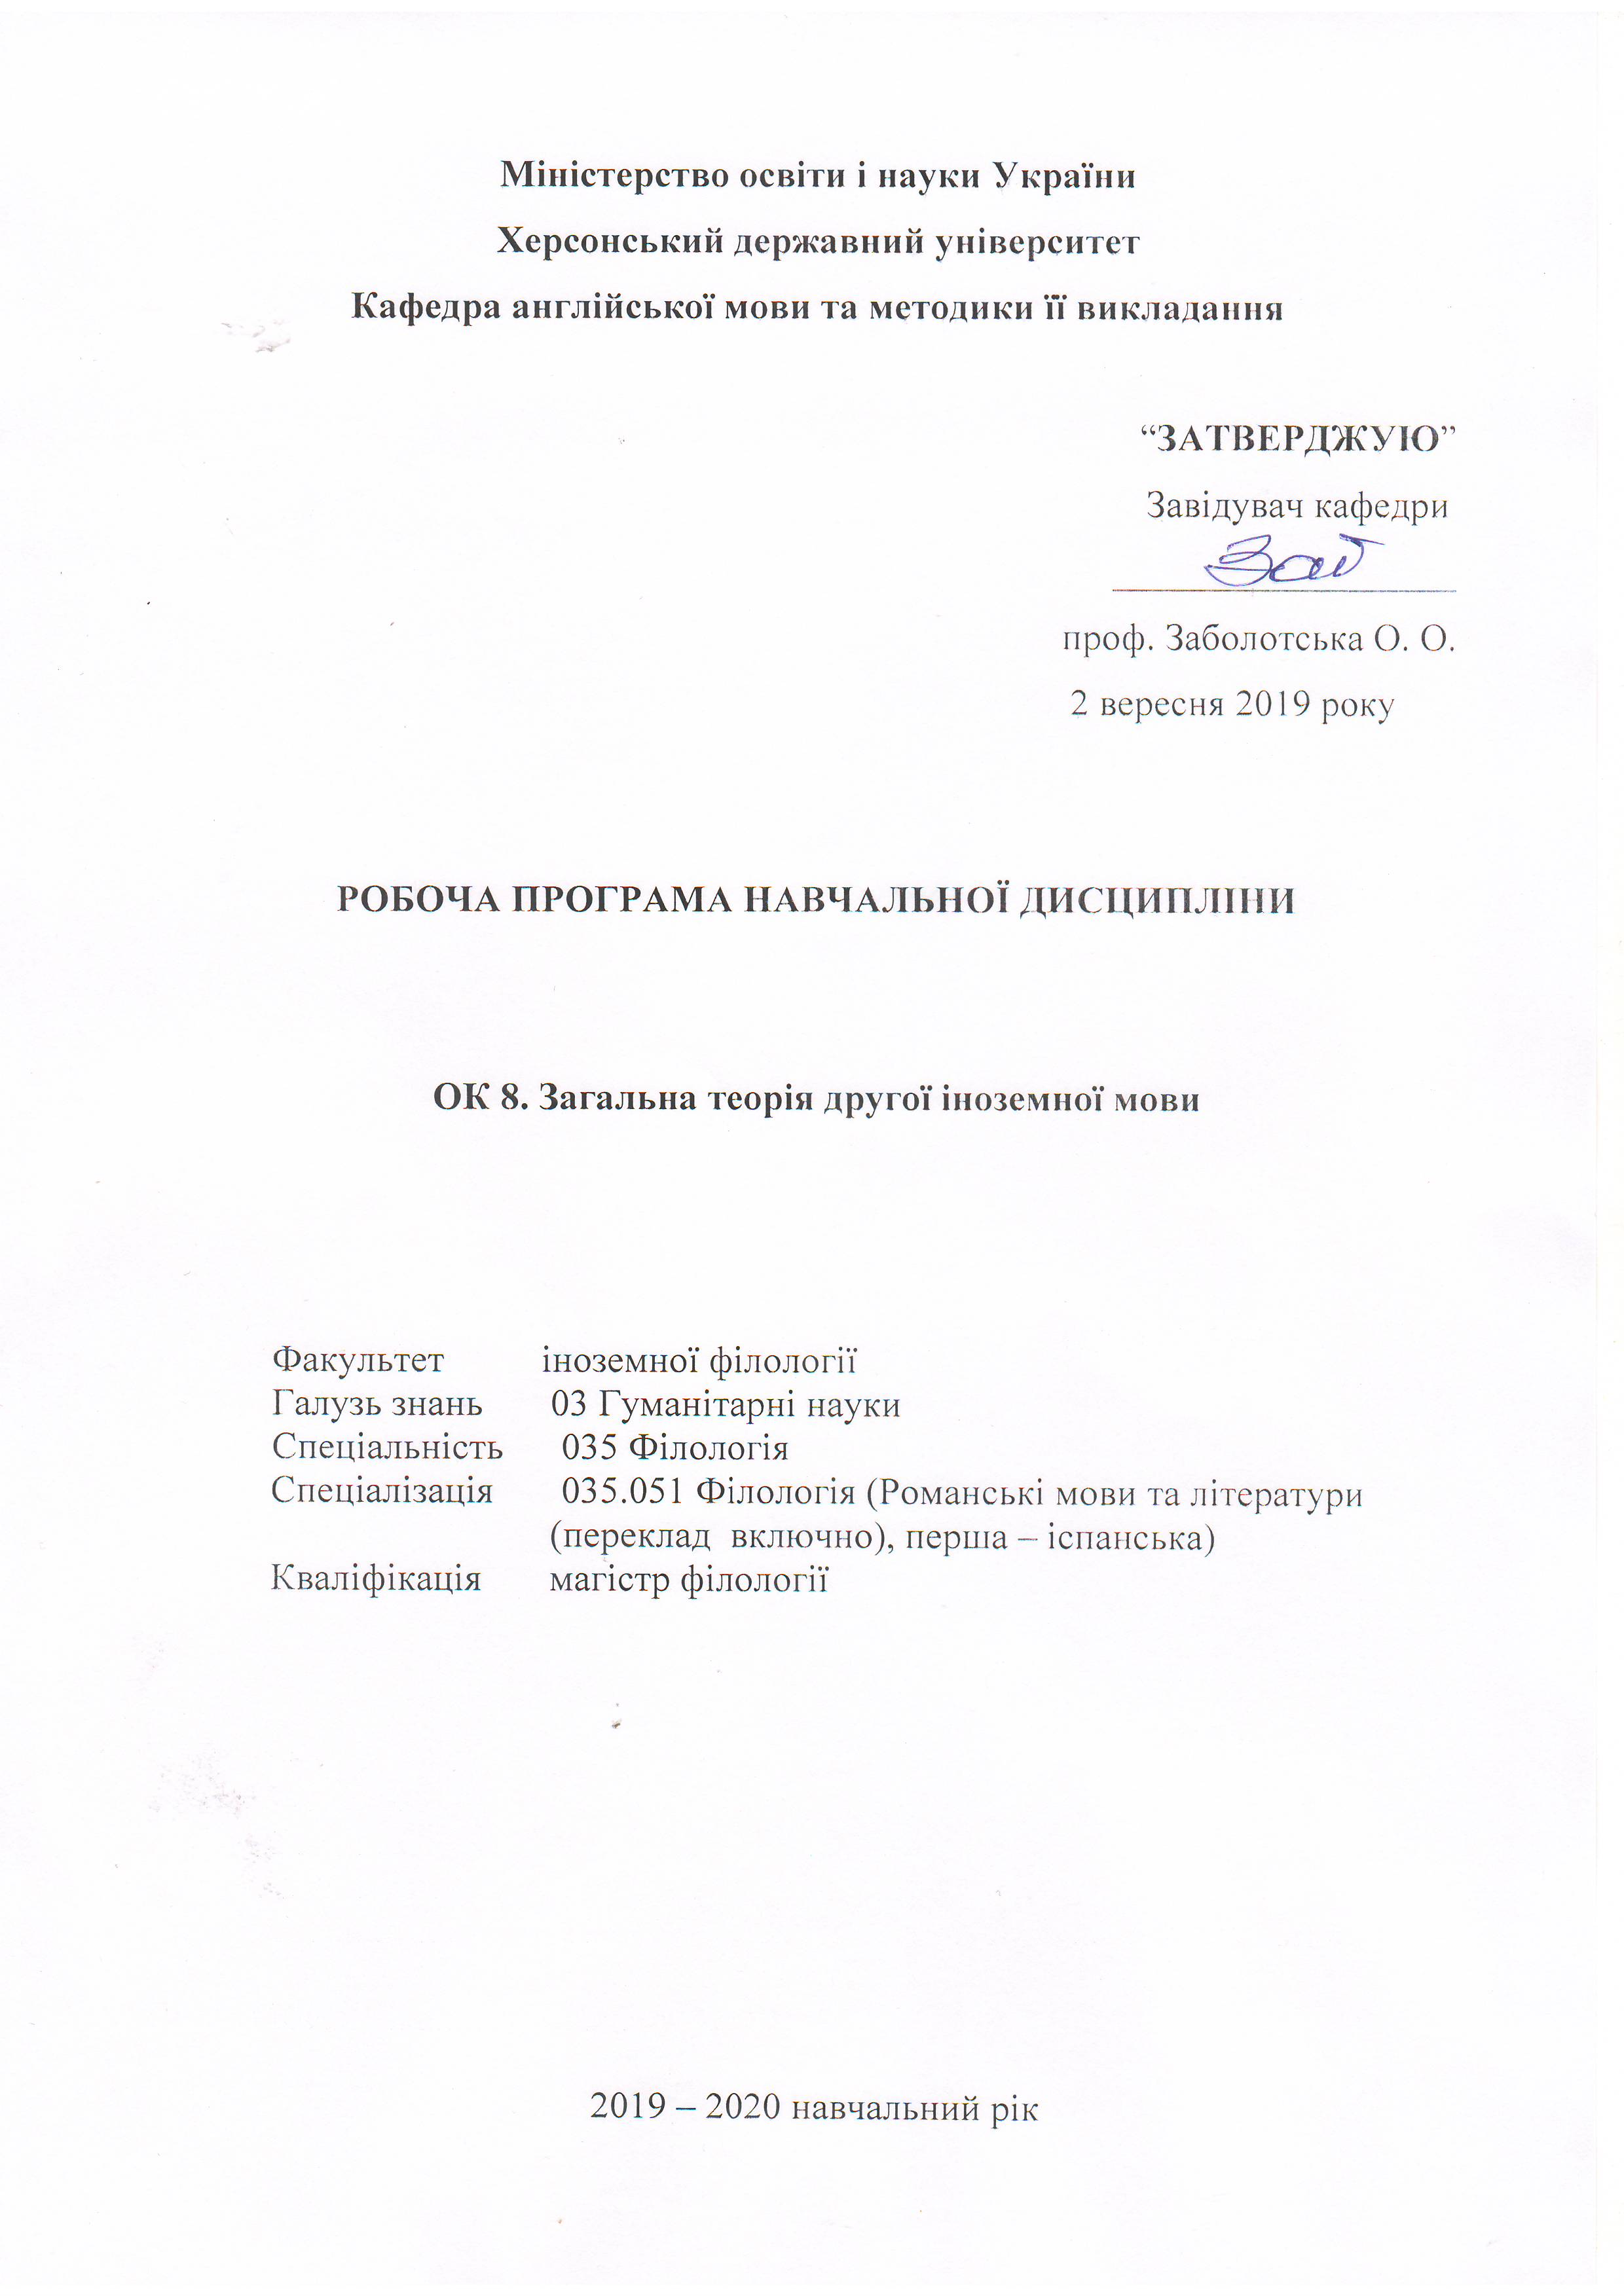 Міністерство освіти і науки України
Херсонський державний університет
Кафедра англійської мови та методики її викладання
“ЗАТВЕРДЖУЮ”
Завідувач кафедри
проф. Заболотська О. О.
2 вересня 2019 року
РОБОЧА ПРОГРАМА НАВЧАЛЬНОЇ ДИСЦИПЛІНИ
ОК 8. Загальна теорія другої іноземної мови
Факультет іноземної філології
Галузь знань 03 Гуманітарні науки
Спеціальність 035 Філологія
Спеціалізація 035.051 Філологія (Романські мови та літератури
(переклад включно), перша – іспанська)
Кваліфікація магістр філології
2019 – 2020 навчальний рік